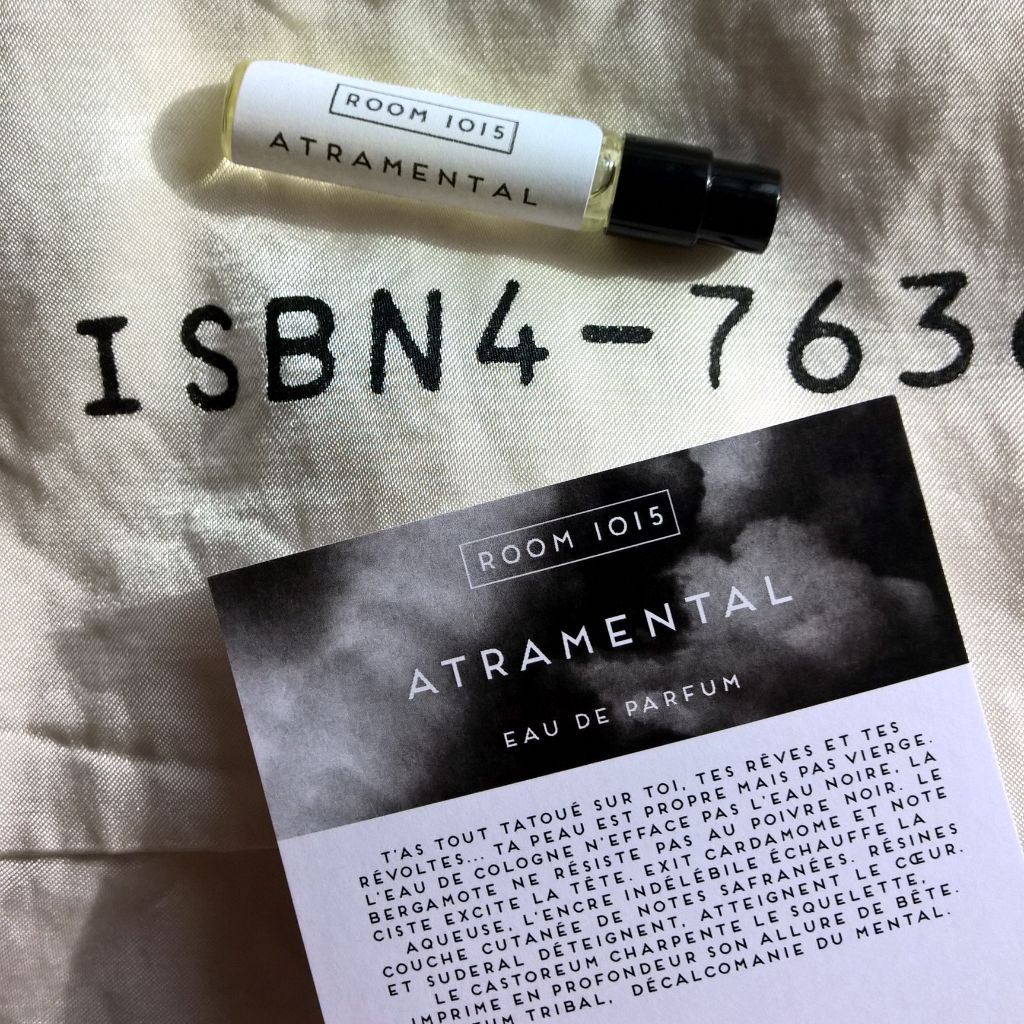 ROOM 1015
ATRAMENTAL
ISBN4-763
ROOM 1015
ATRAMENTAL
EAU DE PARFUM
T'AS TOUT TATOUÉ SUR TOI, TES RÊVES ET TES
RÉVOLTES... TA PEAU EST PROPRE MAIS PAS VIERGE.
L'EAU DE COLOGNE N'EFFACE PAS L'EAU NOIRE, LA
BERGAMOTE NE RÉSISTE PAS AU POIVRE NOIR. LE
CISTE EXCITE LA TÊTE. EXIT CARDAMOME ET NOTE
AQUEUSE, L'ENCRE INDÉLÉBILE ÉCHAUFFE LA
COUCHE CUTANÉE DE NOTES SAFRANÉES. RÉSINES
ET SUDERAL DÉTEIGNENT, ATTEIGNENT LE CŒUR.
LE CASTOREUM CHARPENTE LE SQUELETTE,
IMPRIME EN PROFONDEUR SON ALLURE DE BÊTE.
TRIBAL, DÉCALCOMANIE DU MENTAL.